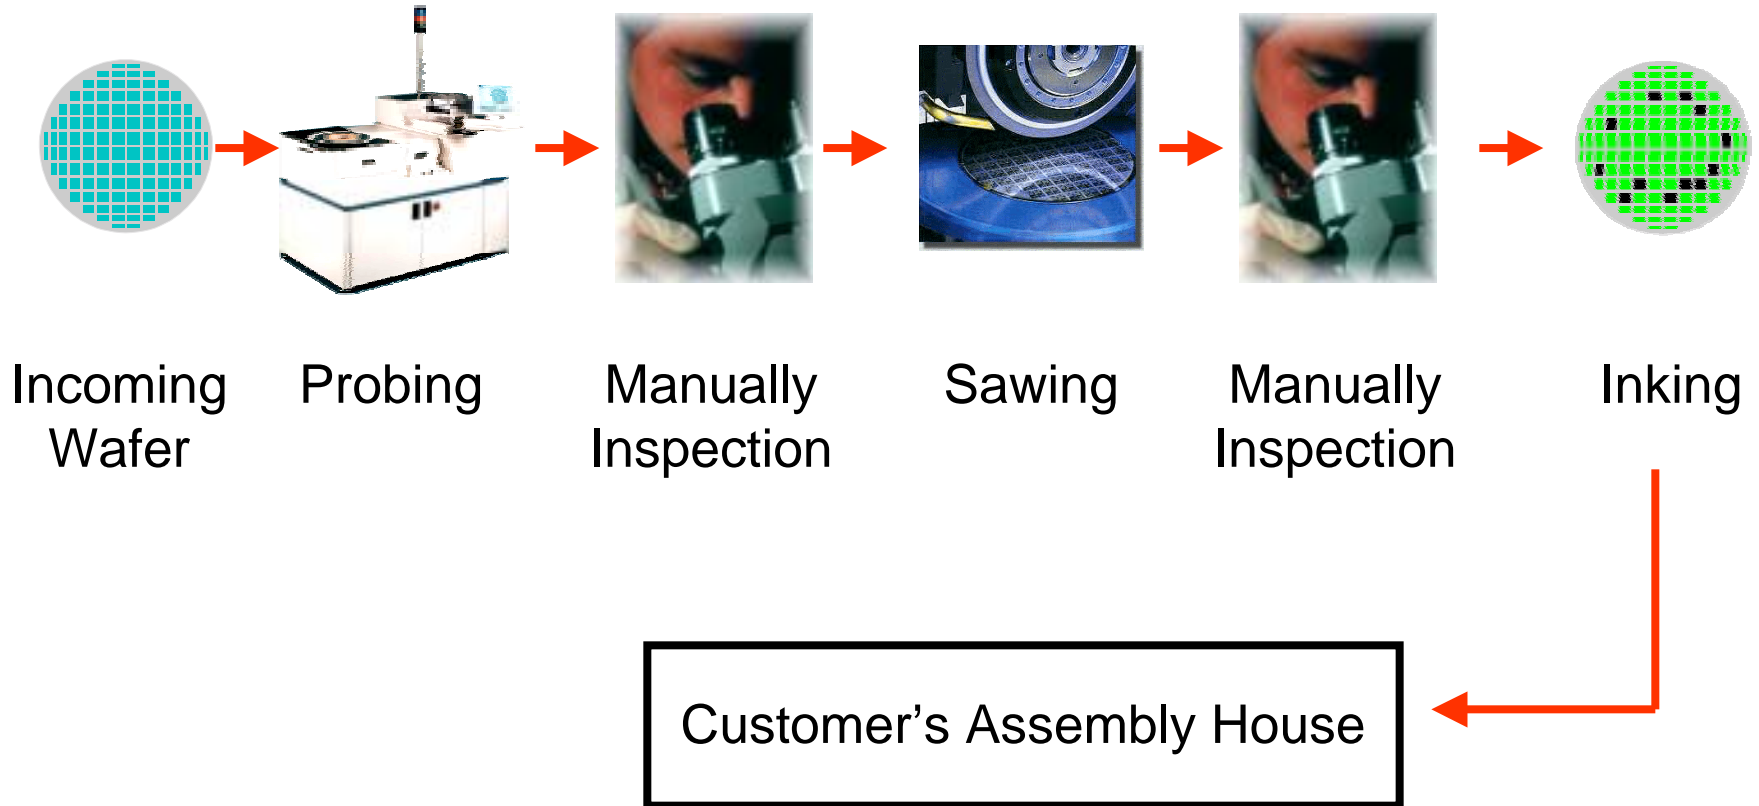 Incoming
Wafer
Probing
Manually
Inspection
Sawing
Manually
Inspection
Inking
Customer’s Assembly House